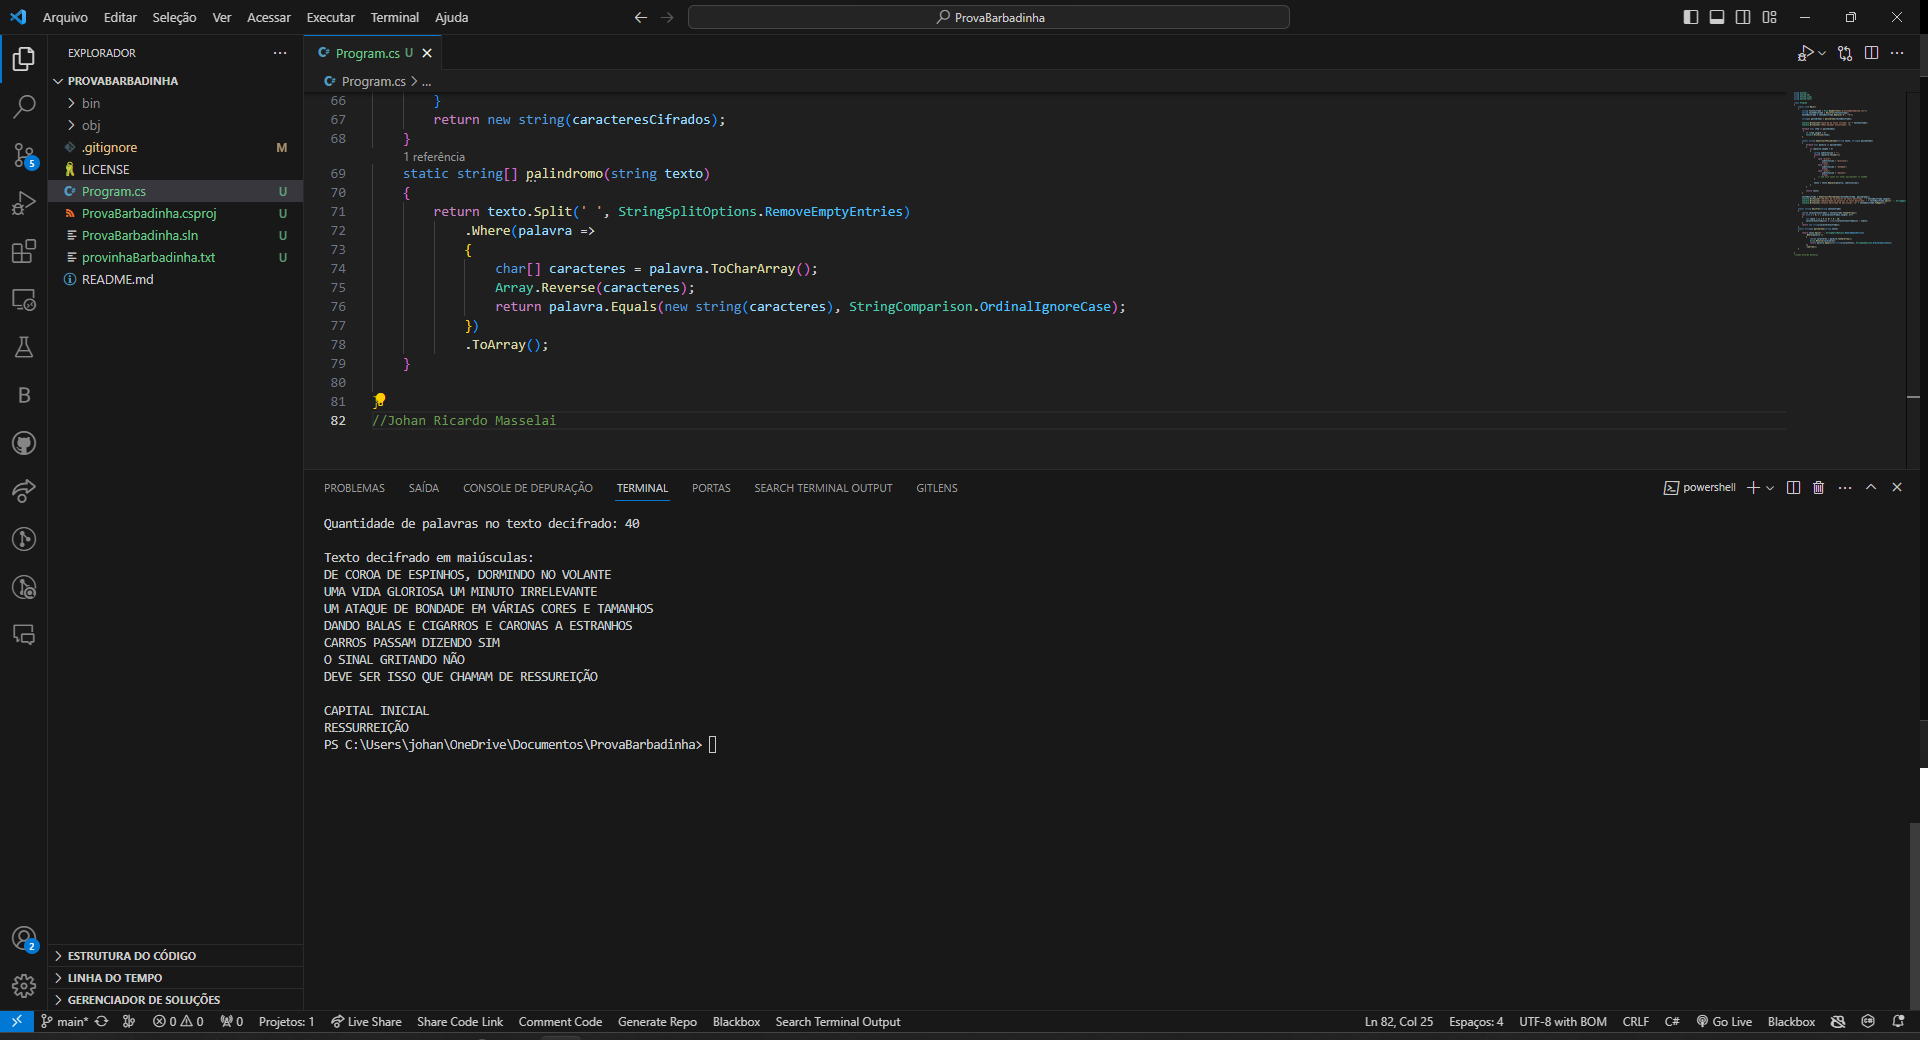 Arquivo Editar Seleção Ver Acessar Executar Terminal Ajuda
ProvaBarbadinha
EXPLORADOR
PROVABARBADINHA
bin
obj
.gitignore M
LICENSE
C# Program.cs U
ProvaBarbadinha.csproj U
ProvaBarbadinha.sln U
provinhaBarbadinha.txt U
README.md
5
B
2
ESTRUTURA DO CÓDIGO
LINHA DO TEMPO
GERENCIADOR DE SOLUÇÕES
C# Program.cs U
C# Program.cs > ...
66 }
67 return new string(caracteresCifrados);
68 }
1 referência
69 static string[] palindromo(string texto)
70 {
71 return texto.Split(' ', StringSplitOptions.RemoveEmptyEntries)
72 .Where(palavra =>
73 {
74 char[] caracteres = palavra.ToCharArray();
75 Array.Reverse(caracteres);
76 return palavra.Equals(new string(caracteres), StringComparison.OrdinalIgnoreCase);
77 })
78 .ToArray();
79 }
80
81
82 //Johan Ricardo Masselai
PROBLEMAS SAÍDA CONSOLE DE DEPURAÇÃO TERMINAL PORTAS SEARCH TERMINAL OUTPUT GITLENS
powershell
Quantidade de palavras no texto decifrado: 40
Texto decifrado em maiúsculas:
DE COROA DE ESPINHOS, DORMINDO NO VOLANTE
UMA VIDA GLORIOSA UM MINUTO IRRELEVANTE
UM ATAQUE DE BONDADE EM VÁRIAS CORES E TAMANHOS
DANDO BALAS E CIGARROS E CARONAS A ESTRANHOS
CARROS PASSAM DIZENDO SIM
O SINAL GRITANDO NÃO
DEVE SER ISSO QUE CHAMAM DE RESSUREIÇÃO
CAPITAL INICIAL
RESSURREIÇÃO
PS C:\Users\johan\OneDrive\Documentos\ProvaBarbadinha>
main* 0 0 0 Projetos: 1 Live Share Share Code Link Comment Code Generate Repo Blackbox Search Terminal Output
Ln 82, Col 25 Espaços: 4 UTF-8 with BOM CRLF C# Go Live Blackbox